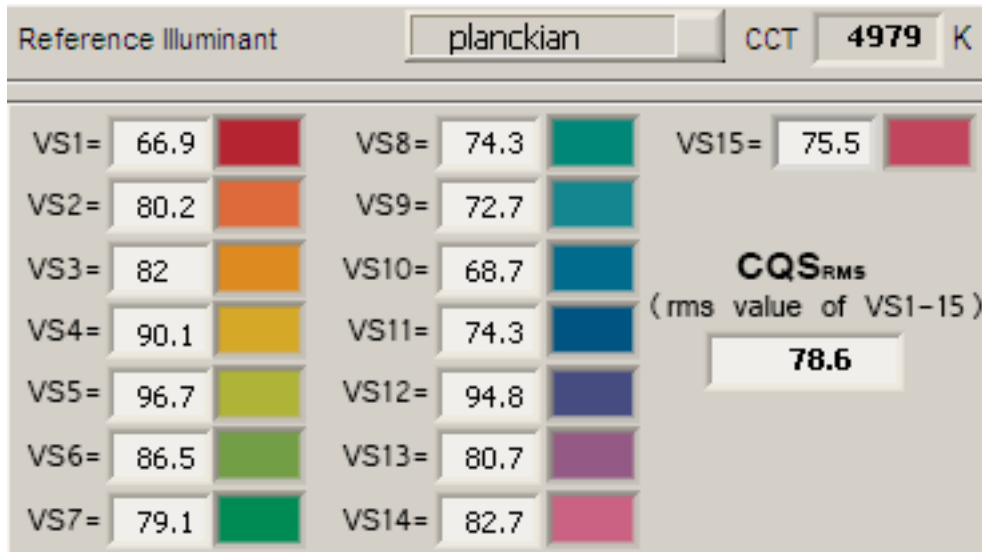 Reference Illuminant planckian CCT 4979 K
VS1= 66.9 VS8= 74.3 VS15= 75.5
VS2= 80.2 VS9= 72.7
VS3= 82 VS10= 68.7 CQSRMS
VS4= 90.1 VS11= 74.3 (rms value of VS1-15)
VS5= 96.7 VS12= 94.8 78.6
VS6= 86.5 VS13= 80.7
VS7= 79.1 VS14= 82.7